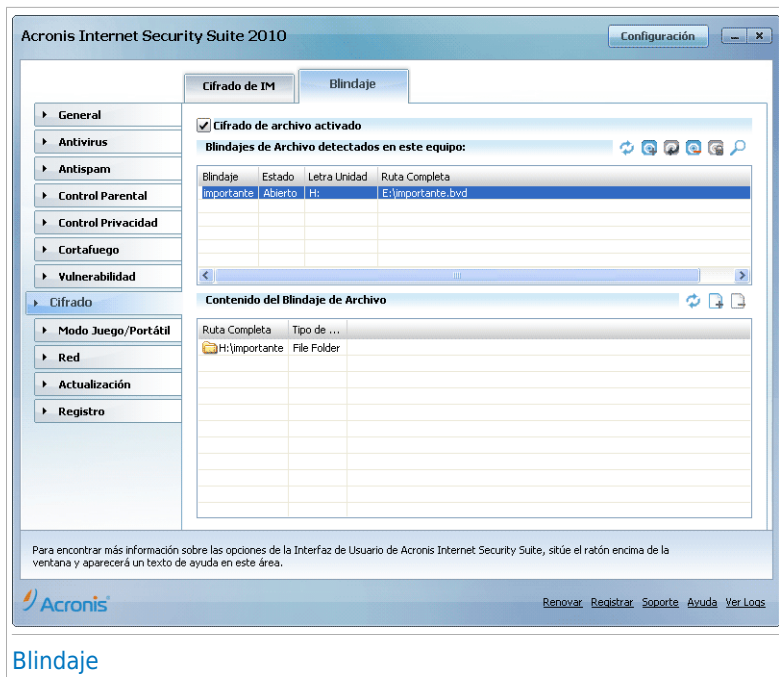 Acronis Internet Security Suite 2010
Configuración
Cifrado de IM
Blindaje
General
Antivirus
Antispam
Control Parental
Control Privacidad
Cortafuego
Vulnerabilidad
Cifrado
Modo Juego/Portátil
Red
Actualización
Registro
Cifrado de archivo activado
Blindajes de Archivo detectados en este equipo:
Blindaje Estado Letra Unidad Ruta Completa
importante Abierto H: E:\importante.bvd
Contenido del Blindaje de Archivo
Ruta Completa Tipo de ...
H:\importante File Folder
Para encontrar más información sobre las opciones de la Interfaz de Usuario de Acronis Internet Security Suite, sitúe el ratón encima de la
ventana y aparecerá un texto de ayuda en este área.
Acronis
Renovar Registrar Soporte Ayuda Ver Logs
Blindaje